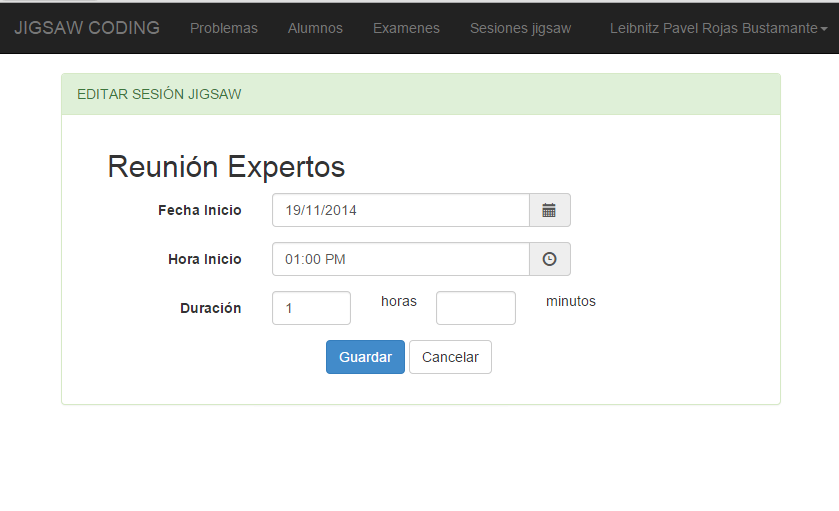 JIGSAW CODING Problemas Alumnos Examenes Sesiones jigsaw Leibnitz Pavel Rojas Bustamante
EDITAR SESIÓN JIGSAW
Reunión Expertos
Fecha Inicio 19/11/2014
Hora Inicio 01:00 PM
Duración 1 horas minutos
Guardar Cancelar